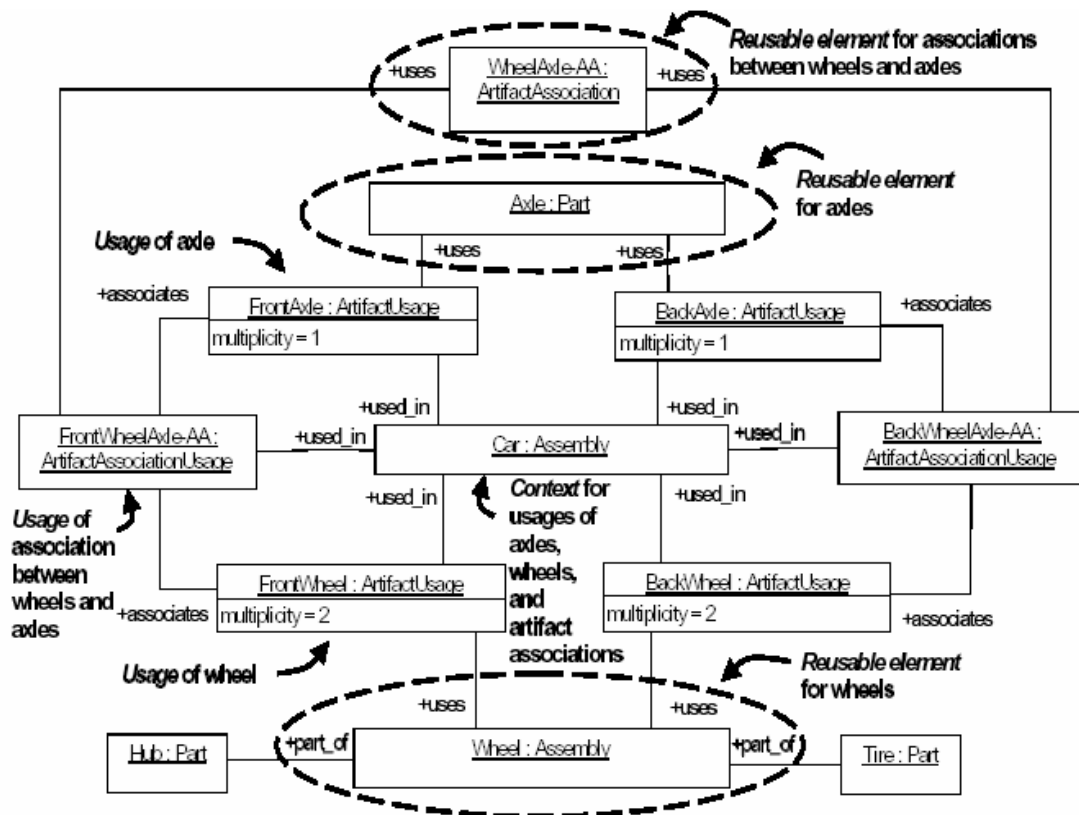 Reusable element for associations
between wheels and axles
+uses
WheelAxle-AA :
ArtifactAssociation
+uses
Reusable element
for axles
Axle : Part
Usage of axle
+uses
+uses
+associates
FrontAxle : ArtifactUsage
multiplicity = 1
BackAxle : ArtifactUsage
multiplicity = 1
+associates
+used_in
+used_in
FrontWheelAxle-AA :
ArtifactAssociationUsage
+used_in
Car : Assembly
+used_in
BackWheelAxle-AA :
ArtifactAssociationUsage
+used_in
+used_in
Context for
usages of
axles,
wheels,
and
artifact
associations
Usage of
association
between
wheels and
axles
FrontWheel : ArtifactUsage
multiplicity = 2
BackWheel : ArtifactUsage
multiplicity = 2
+associates
+associates
Usage of wheel
Reusable element
for wheels
+uses
+uses
Hub : Part
+part_of
Wheel : Assembly
+part_of
Tire : Part